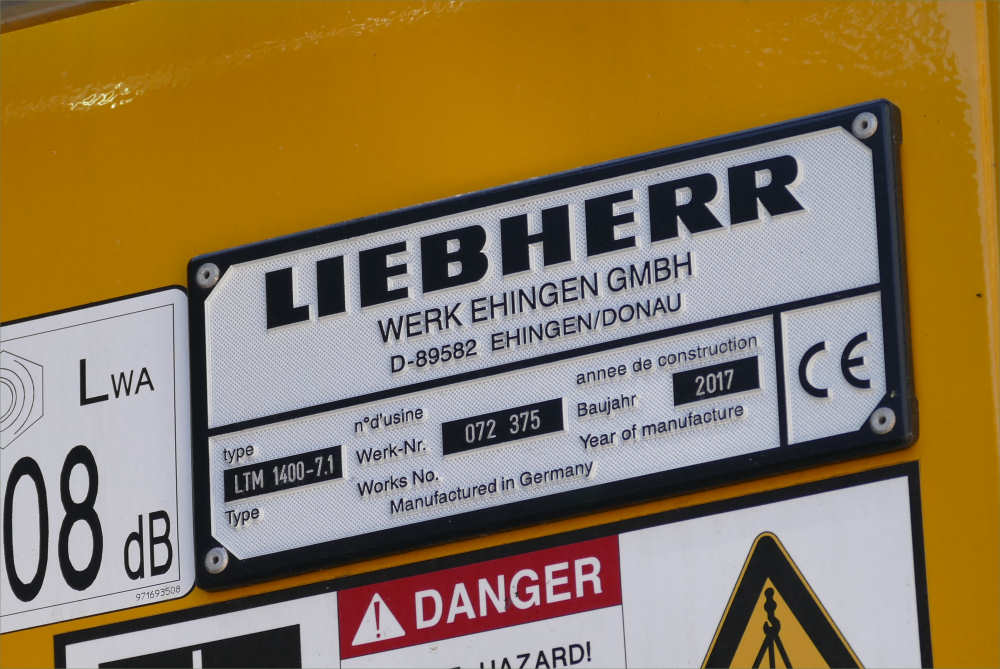 LIEBHERR
WERK EHINGEN GMBH
D-89582 EHINGEN/DONAU
type
LTM 1400-7.1
Type
n°d'usine
Werk-Nr. 072 375
Works No.
annee de construction
Baujahr 2017
Year of manufacture
Manufactured in Germany
CE
LWA
08 dB
971693508
DANGER
HAZARD!